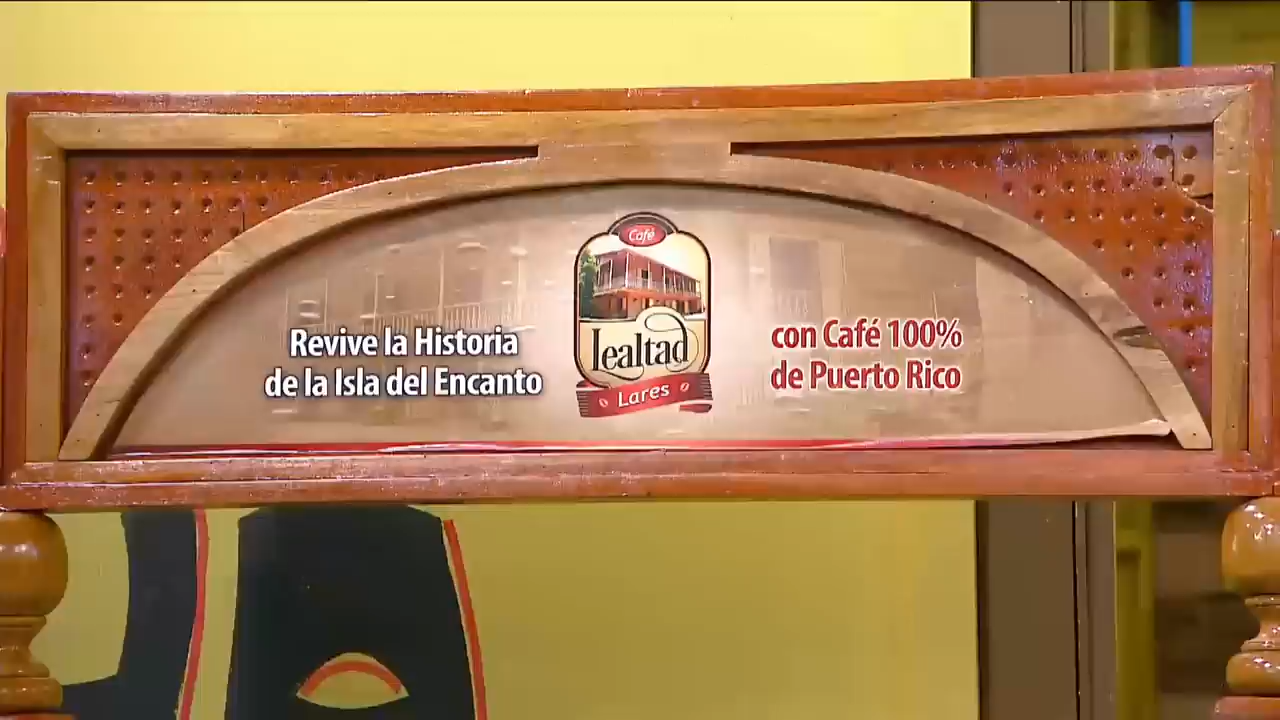 Revive la Historia
de la Isla del Encanto
Café
lealtad
Lares
con Café 100%
de Puerto Rico